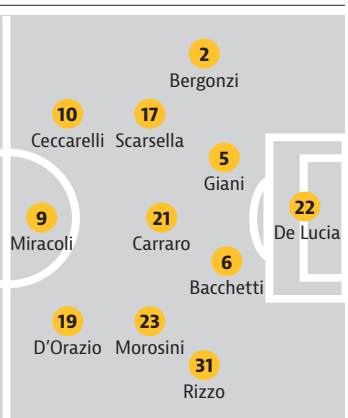 2
Bergonzi
10
Ceccarelli
17
Scarsella
5
Giani
22
De Lucia
9
Miracoli
21
Carraro
6
Bacchetti
19
D'Orazio
23
Morosini
31
Rizzo